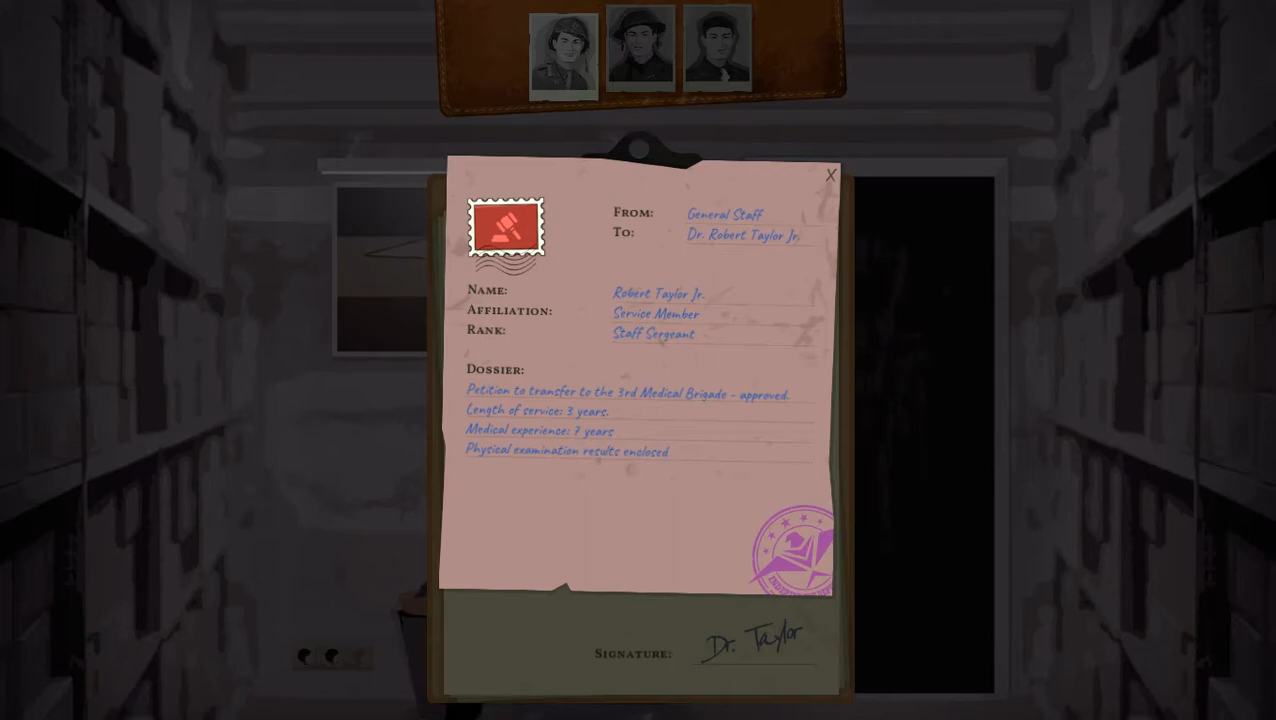 X
From: General Staff
To: Dr. Robert Taylor Jr.
Name: Robert Taylor Jr.
Affiliation: Service Member
Rank: Staff Sergeant
Dossier:
Petition to transfer to the 3rd Medical Brigade - approved.
Length of service: 3 years.
Medical experience: 7 years
Physical examination results enclosed
Signature: Dr. Taylor